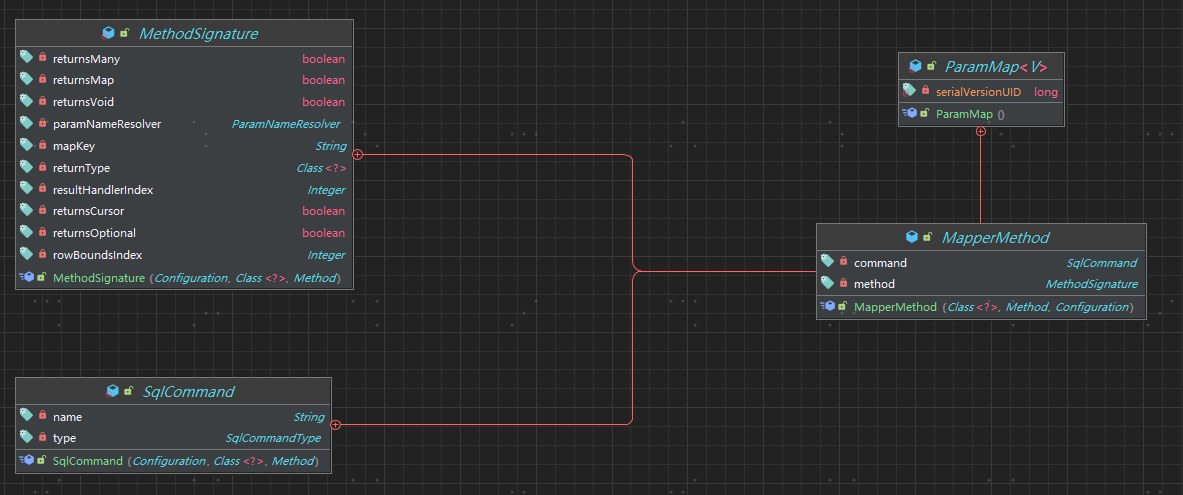 MethodSignature
returnsMany boolean
returnsMap boolean
returnsVoid boolean
paramNameResolver ParamNameResolver
mapKey String
returnType Class<?>
resultHandlerIndex Integer
returnsCursor boolean
returnsOptional boolean
rowBoundsIndex Integer
MethodSignature (Configuration, Class<?>, Method)
ParamMap<V>
serialVersionUID long
ParamMap ()
MapperMethod
command SqlCommand
method MethodSignature
MapperMethod (Class<?>, Method, Configuration)
SqlCommand
name String
type SqlCommandType
SqlCommand (Configuration, Class<?>, Method)